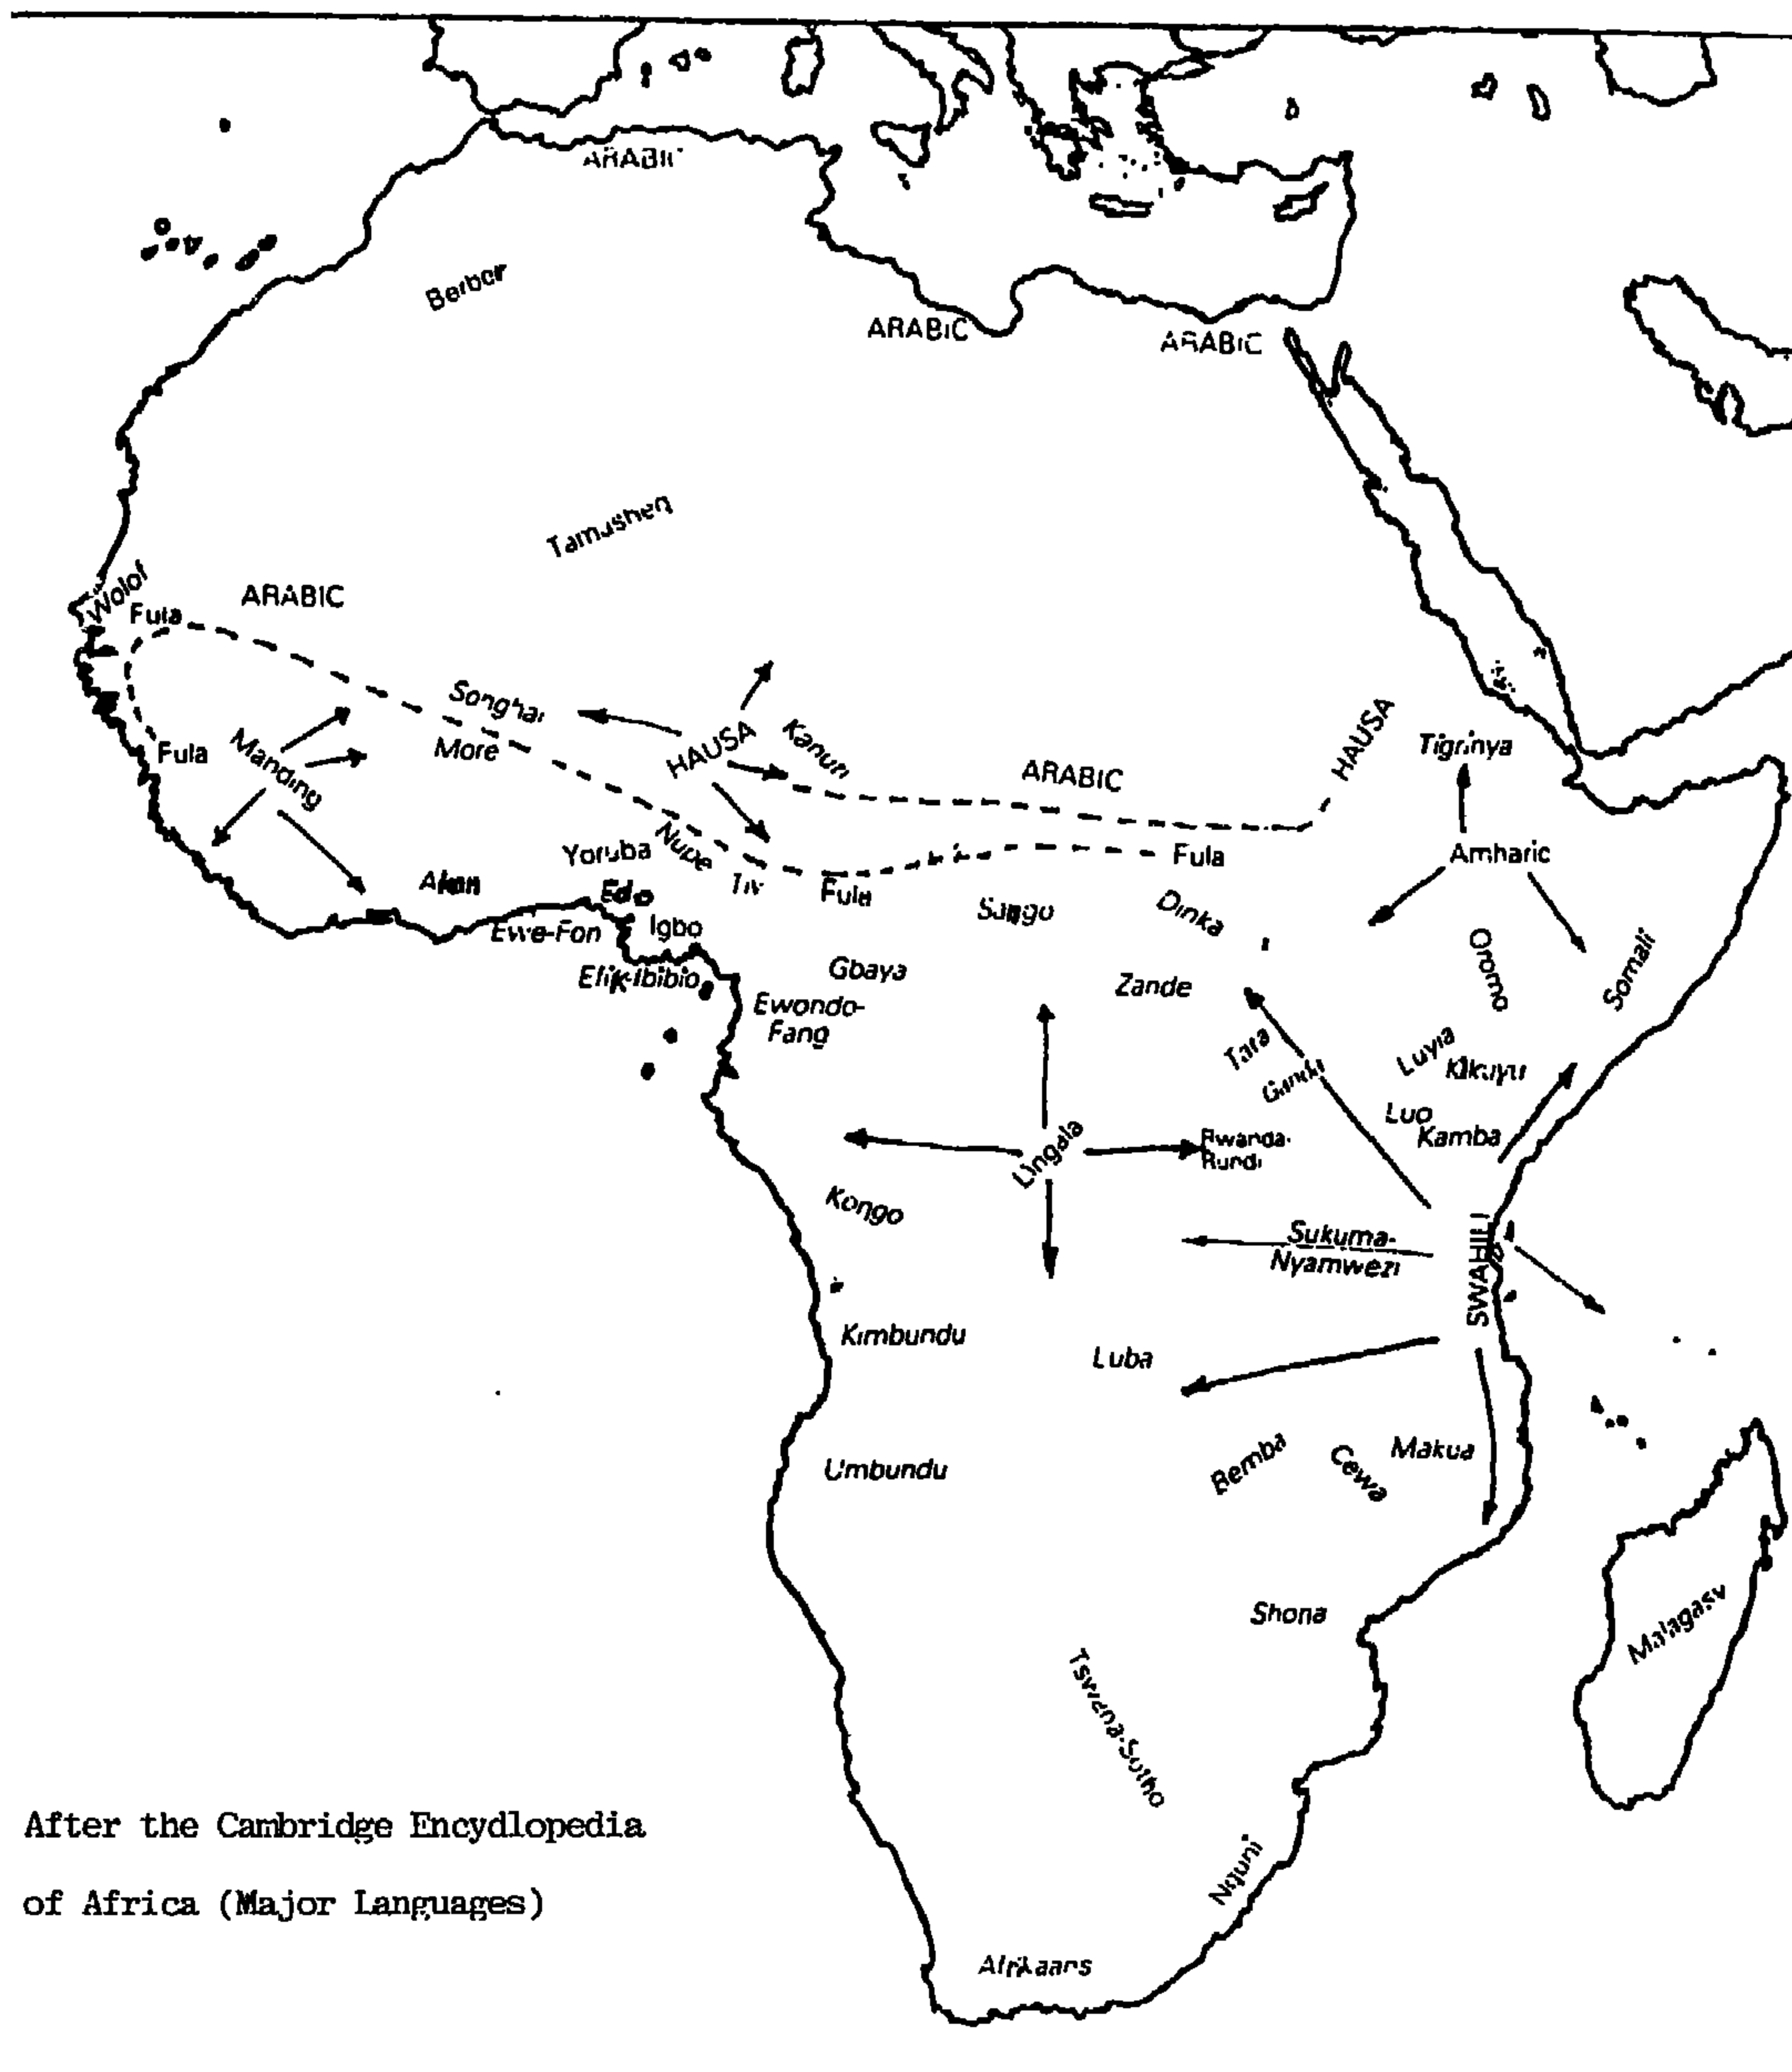 ARABIC
Berber
ARABIC
ARABIC
Tamasheq
Wolof
Fula
ARABIC
Songhai
HAUSA
Kanuri
HAUSA
Tigrinya
Fula
Manding
More
ARABIC
Yoruba
Nupe
Tiv
Fula
Fula
Amharic
Akan
Edo
Ewe-Fon
Igbo
Sango
Dinka
Oromo
Somali
Efik-Ibibio
Gbaya
Zande
Ewondo-
Fang
Luyia
Kikuyu
Ganda
Luo
Kamba
Lingala
Rwanda-
Rundi
Kongo
Sukuma-
Nyamwezi
SWAHILI
Kimbundu
Luba
Umbundu
Bemba
Cewa
Makua
Shona
Malagasy
Tswana-Sotho
Nguni
Afrikaans
After the Cambridge Encydlopedia
of Africa (Major Languages)